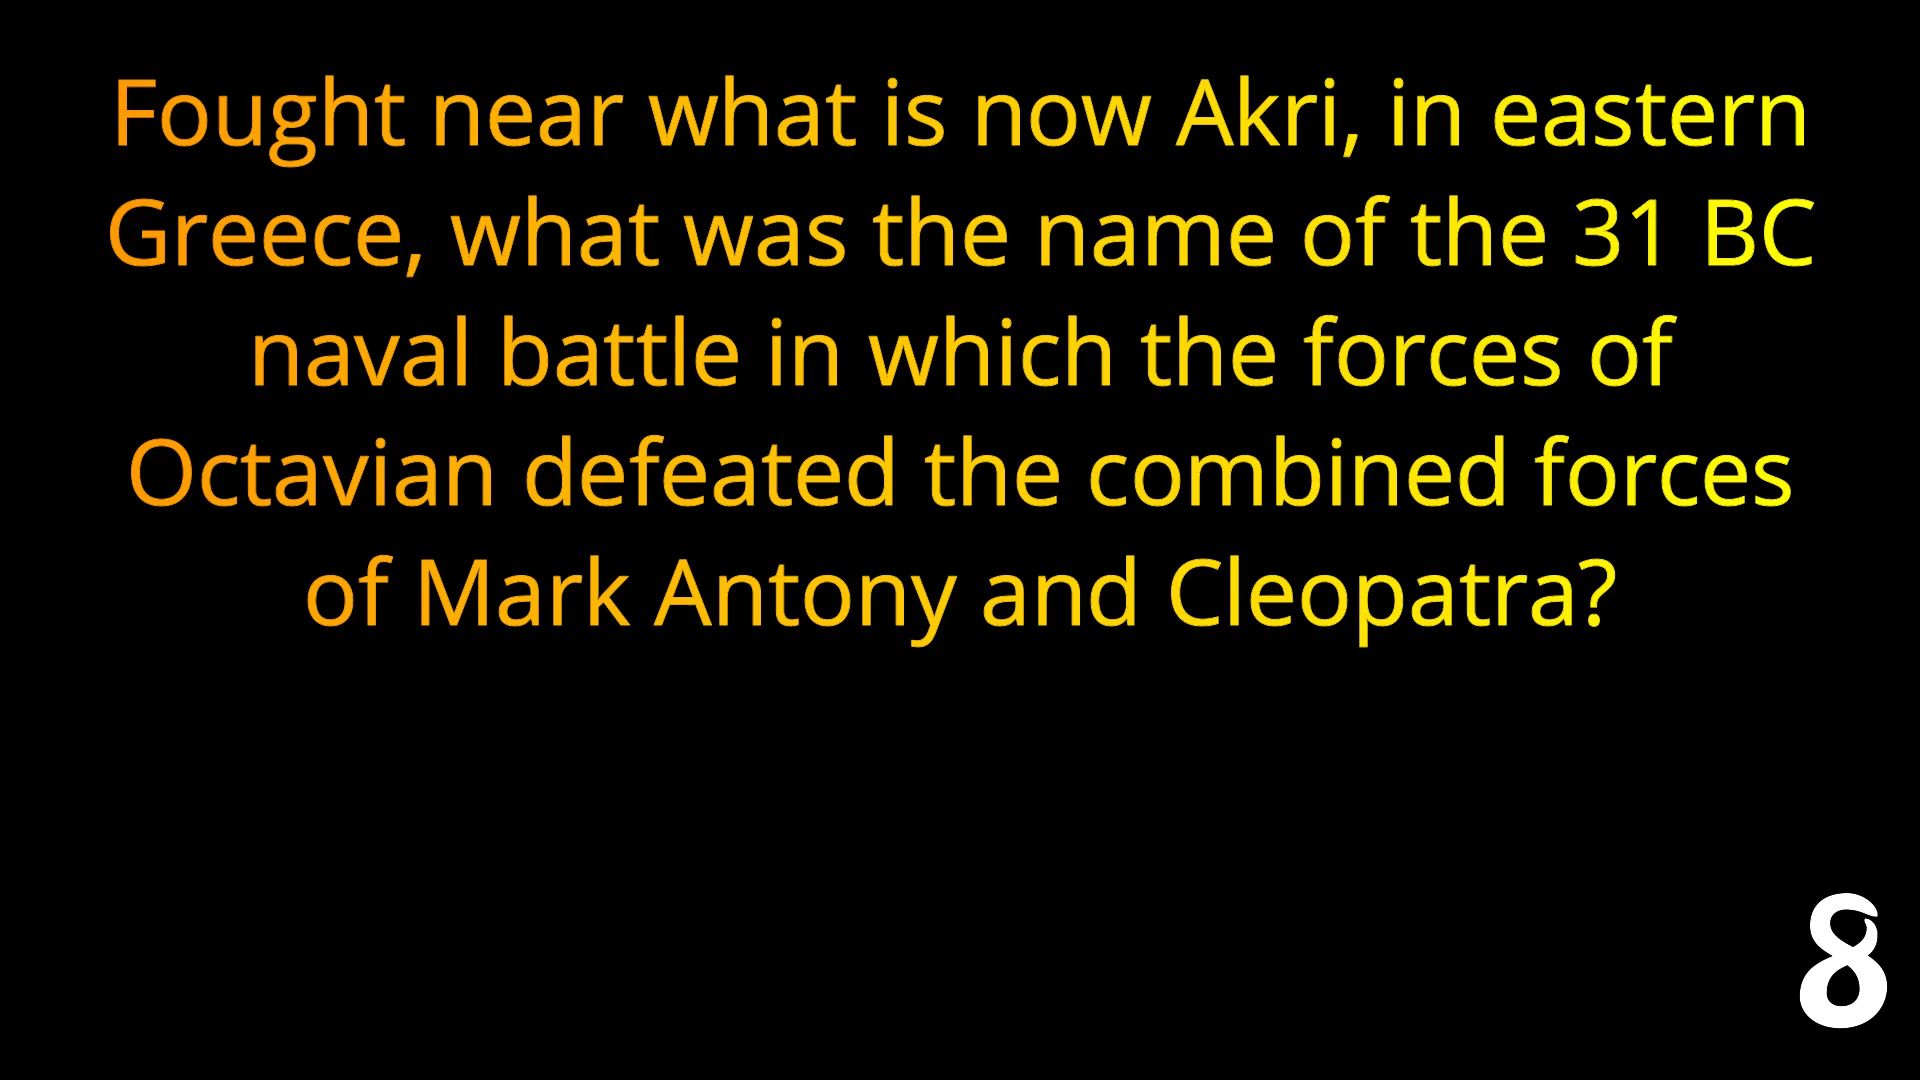 Fought near what is now Akri, in eastern
Greece, what was the name of the 31 BC
naval battle in which the forces of
Octavian defeated the combined forces
of Mark Antony and Cleopatra?
8